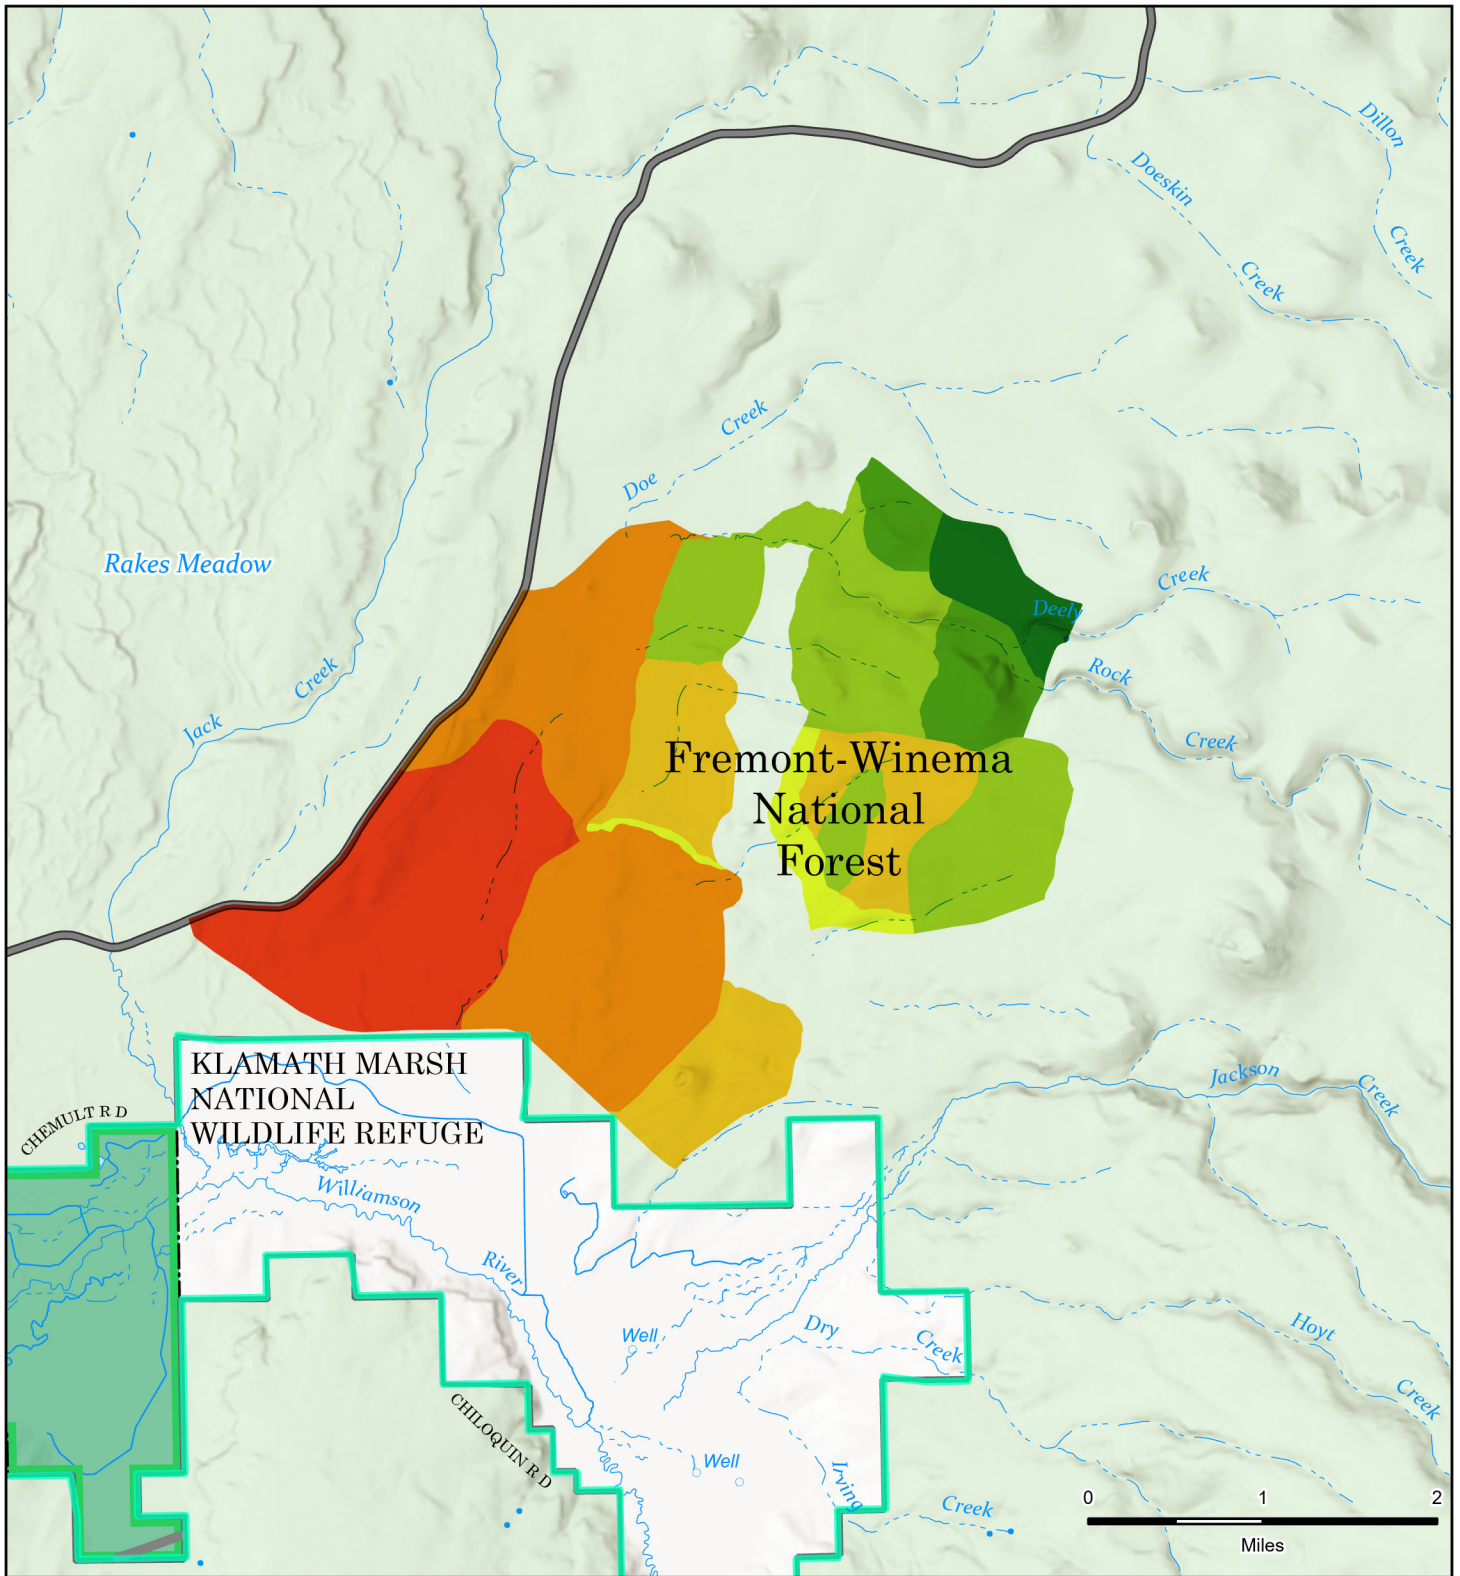 Dillon
Doeskin
Creek
Creek
Creek
Doe
Rakes Meadow
Creek
Deely
Creek
Jack
Rock
Creek
Fremont-Winema
National
Forest
KLAMATH MARSH
NATIONAL
WILDLIFE REFUGE
CHEMULT RD
Jackson
Creek
Williamson
River
Well
Dry
Creek
Hoyt
Creek
CHILOQUIN RD
Well
Irving
Creek
0 1 2
Miles